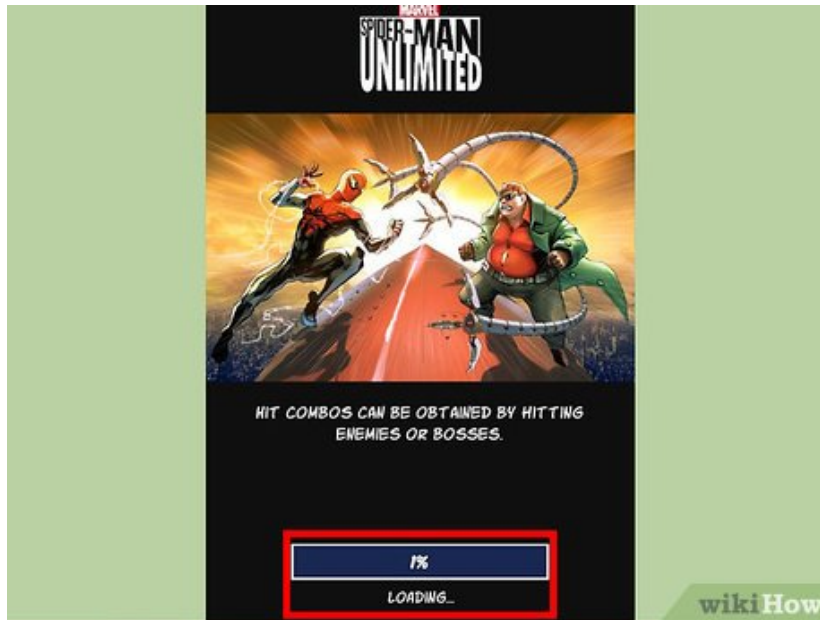 MARVEL
SPIDER-MAN
UNLIMITED
HIT COMBOS CAN BE OBTAINED BY HITTING
ENEMIES OR BOSSES.
1%
LOADING...
wikiHow